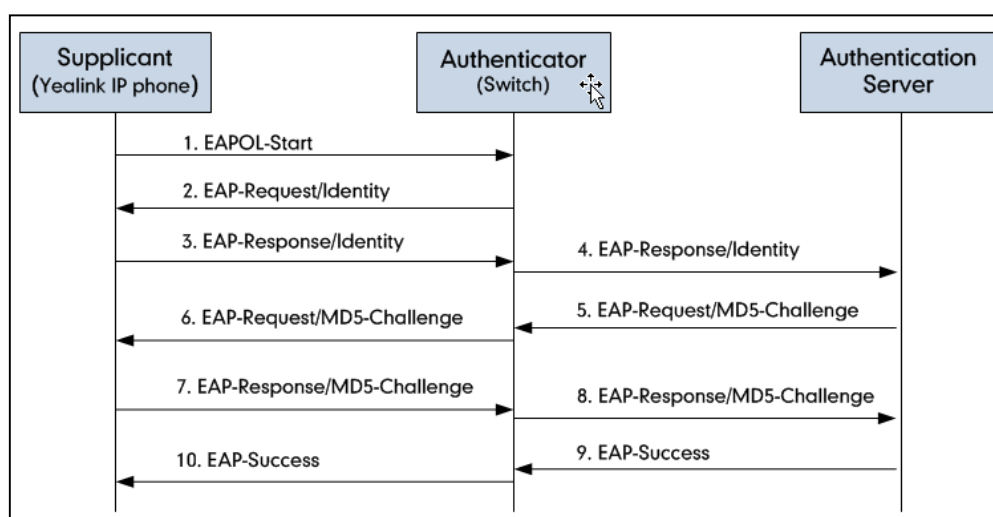 Supplicant
(Yealink IP phone)
Authenticator
(Switch)
Authentication
Server
1. EAPOL-Start
2. EAP-Request/Identity
3. EAP-Response/Identity
4. EAP-Response/Identity
5. EAP-Request/MD5-Challenge
6. EAP-Request/MD5-Challenge
7. EAP-Response/MD5-Challenge
8. EAP-Response/MD5-Challenge
9. EAP-Success
10. EAP-Success